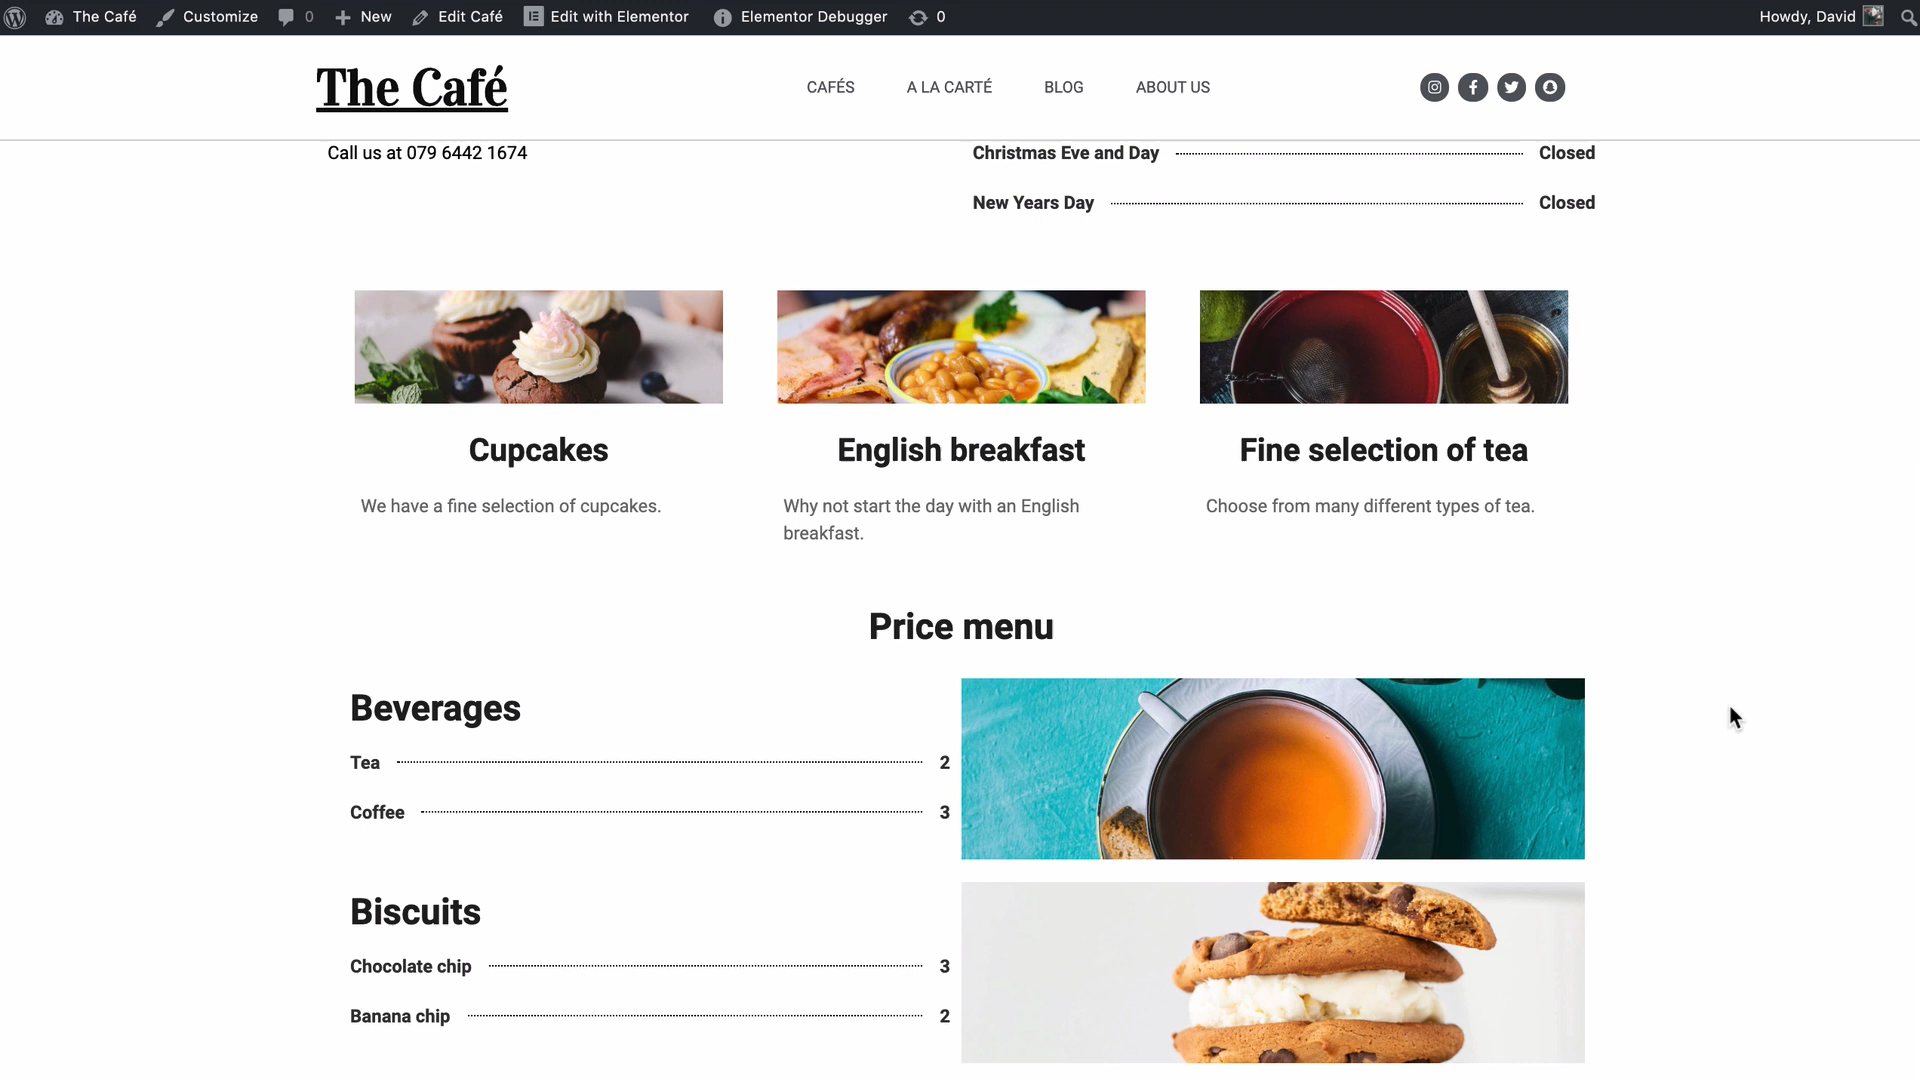 The Café Customize 0 New Edit Café Edit with Elementor Elementor Debugger 0 Howdy, David
The Café CAFÉS A LA CARTÉ BLOG ABOUT US
Call us at 079 6442 1674
Christmas Eve and Day Closed
New Years Day Closed
Cupcakes
We have a fine selection of cupcakes.
English breakfast
Why not start the day with an English
breakfast.
Fine selection of tea
Choose from many different types of tea.
Price menu
Beverages
Tea 2
Coffee 3
Biscuits
Chocolate chip 3
Banana chip 2